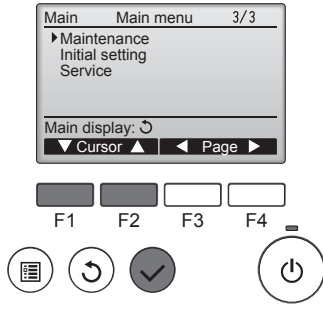 Main Main menu 3/3
Maintenance
Initial setting
Service
Main display:
Cursor Page
F1 F2 F3 F4